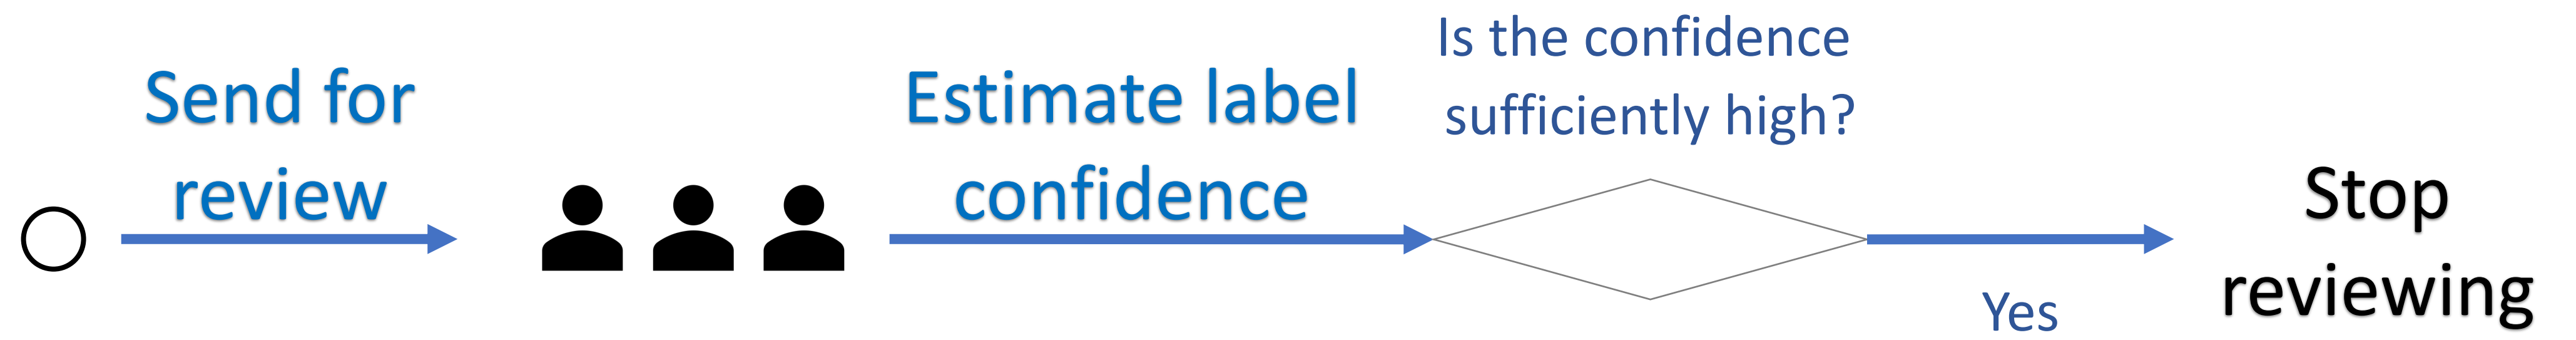 Send for
review
Estimate label
confidence
Is the confidence
sufficiently high?
Yes
Stop
reviewing